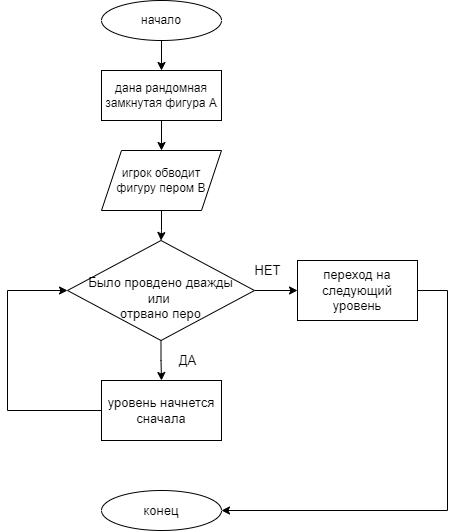 начало
дана рандомная
замкнутая фигура А
игрок обводит
фигуру пером В
Было провдено дважды
или
отрвано перо
НЕТ
переход на
следующий
уровень
ДА
уровень начнется
сначала
конец